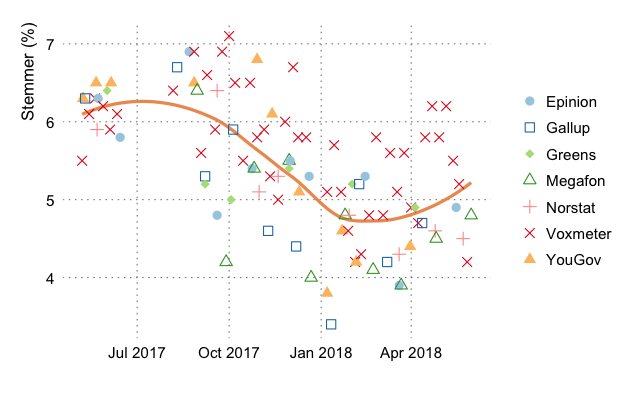 Stemmer (%)
7
6
5
4
Jul 2017
Oct 2017
Jan 2018
Apr 2018
Epinion
Gallup
Greens
Megafon
Norstat
Voxmeter
YouGov